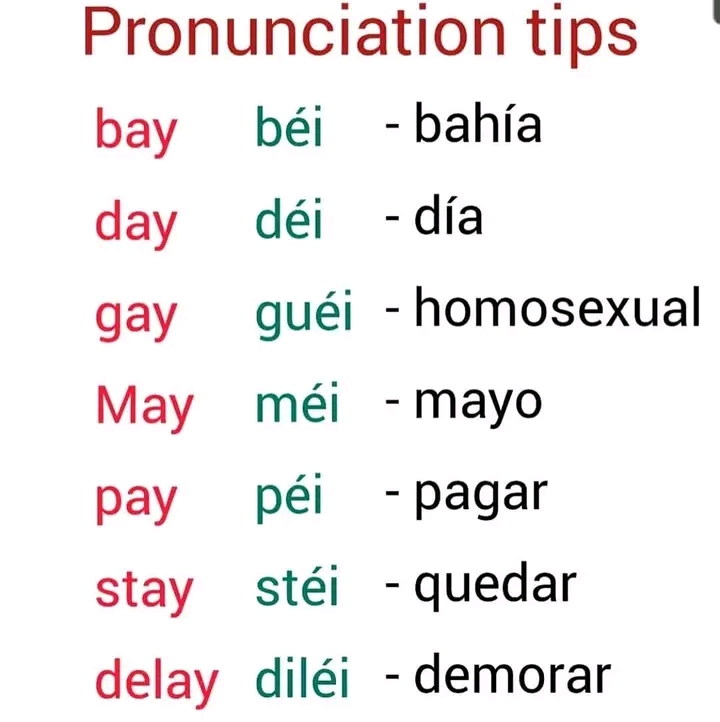 Pronunciation tips
bay béi - bahía
day déi - día
gay guéi - homosexual
May méi - mayo
pay péi - pagar
stay stéi - quedar
delay diléi - demorar